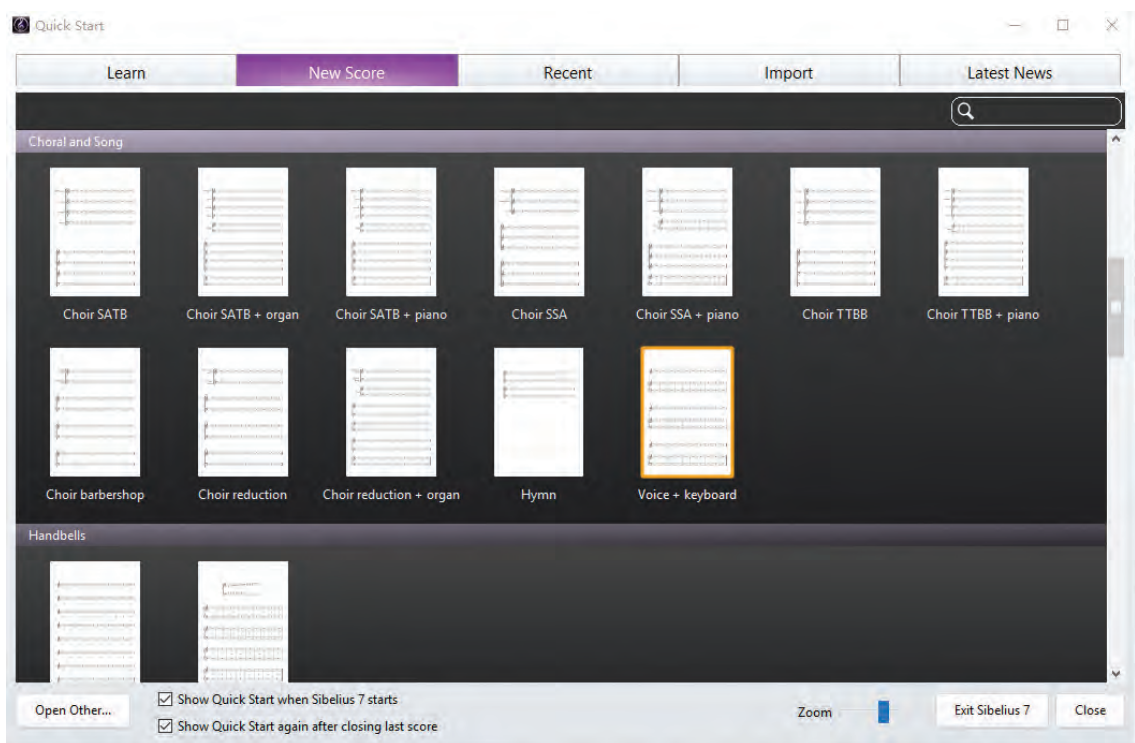 Quick Start
Learn New Score Recent Import Latest News
Choral and Song
Choir SATB Choir SATB + organ Choir SATB + piano Choir SSA Choir SSA + piano Choir TTBB Choir TTBB + piano
Choir barbershop Choir reduction Choir reduction + organ Hymn Voice + keyboard
Handbells
Open Other...
Show Quick Start when Sibelius 7 starts
Show Quick Start again after closing last score
Zoom
Exit Sibelius 7
Close